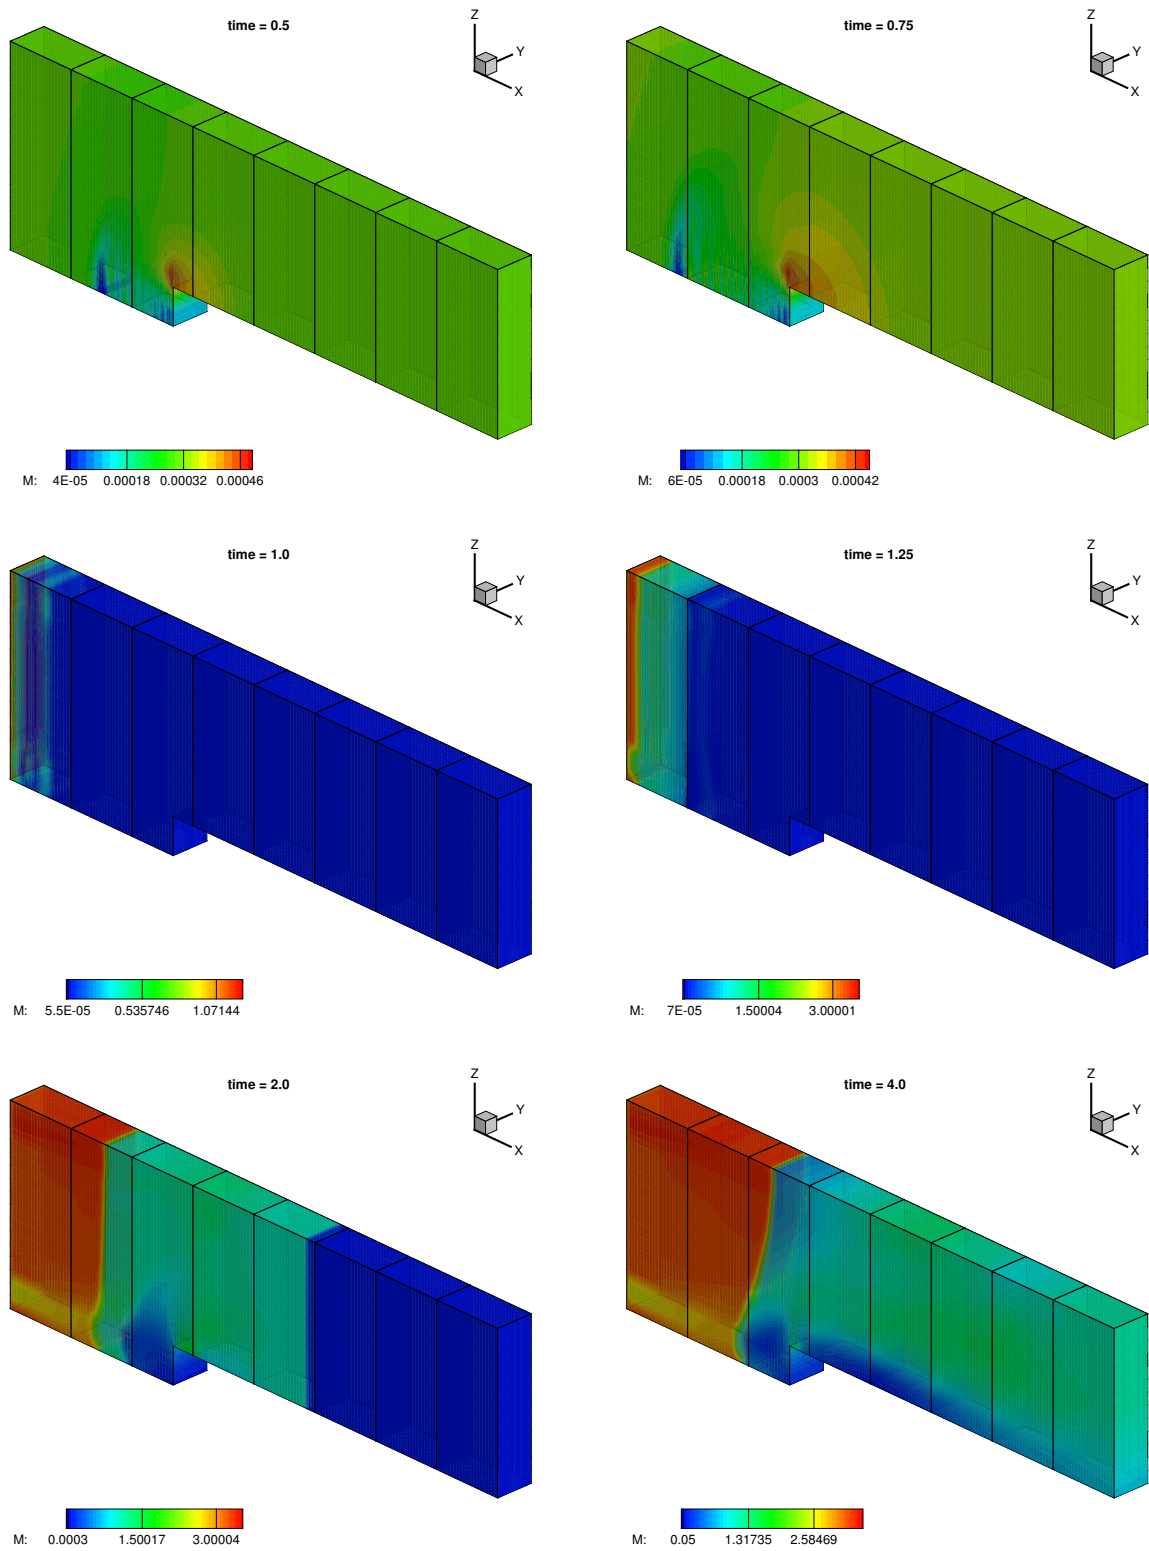 time = 0.5
Z
Y
X
M: 4E-05 0.00018 0.00032 0.00046
time = 0.75
Z
Y
X
M: 6E-05 0.00018 0.0003 0.00042
time = 1.0
Z
Y
X
M: 5.5E-05 0.535746 1.07144
time = 1.25
Z
Y
X
M: 7E-05 1.50004 3.00001
time = 2.0
Z
Y
X
M: 0.0003 1.50017 3.00004
time = 4.0
Z
Y
X
M: 0.05 1.31735 2.58469